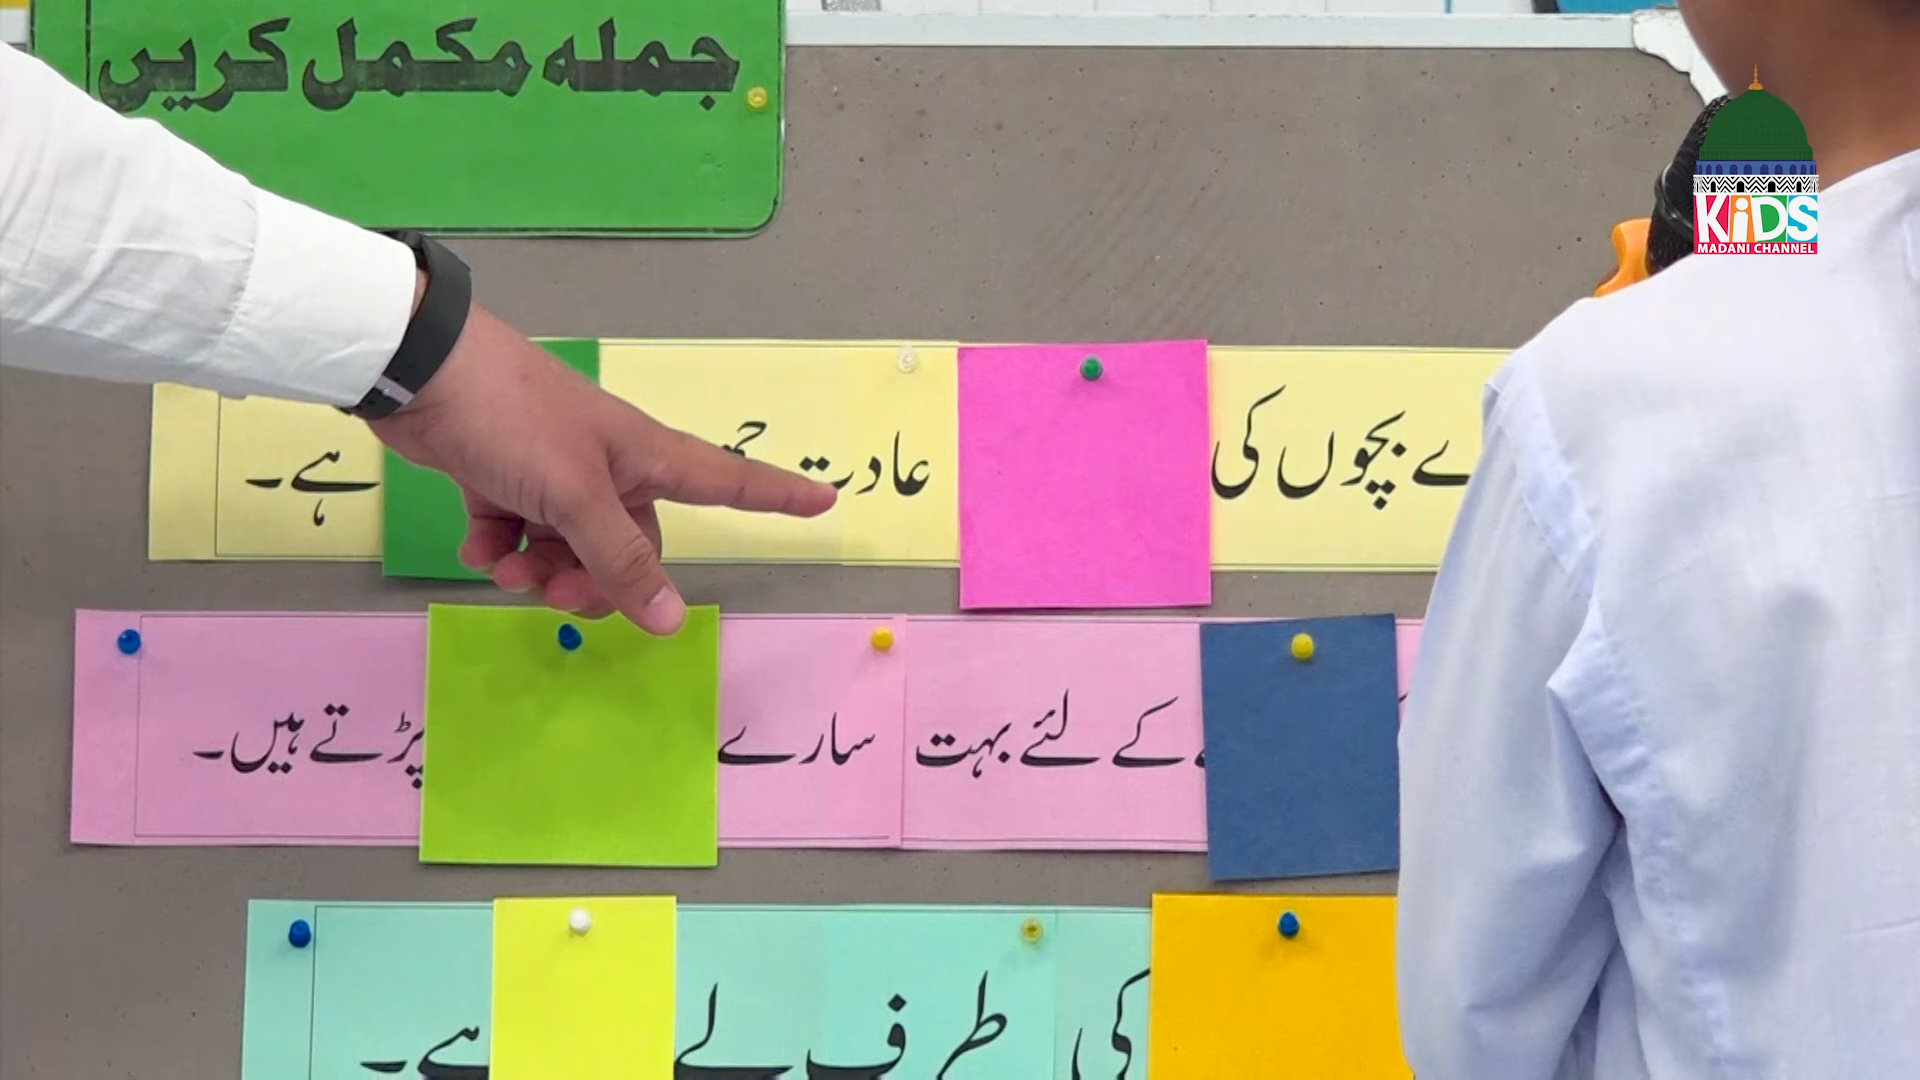 جملہ مکمل کریں
KiDS
MADANI CHANNEL
بچوں کی عادت ہے۔
کے لئے بہت سارے پڑتے ہیں۔
کی طرف لے ہے۔